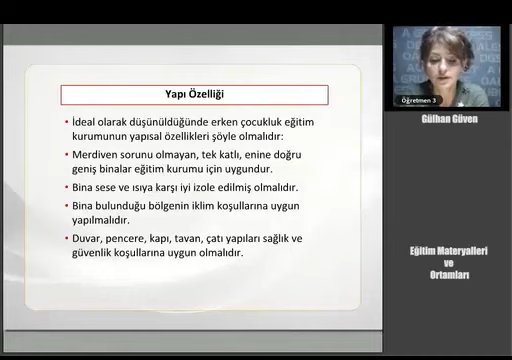 Yapı Özelliği
• İdeal olarak düşünüldüğünde erken çocukluk eğitim
kurumunun yapısal özellikleri şöyle olmalıdır:
• Merdiven sorunu olmayan, tek katlı, enine doğru
geniş binalar eğitim kurumu için uygundur.
• Bina sese ve ısıya karşı iyi izole edilmiş olmalıdır.
• Bina bulunduğu bölgenin iklim koşullarına uygun
yapılmalıdır.
• Duvar, pencere, kapı, tavan, çatı yapıları sağlık ve
güvenlik koşullarına uygun olmalıdır.
Öğretmen 3
Gülhan Güven
Eğitim Materyalleri
ve
Ortamları